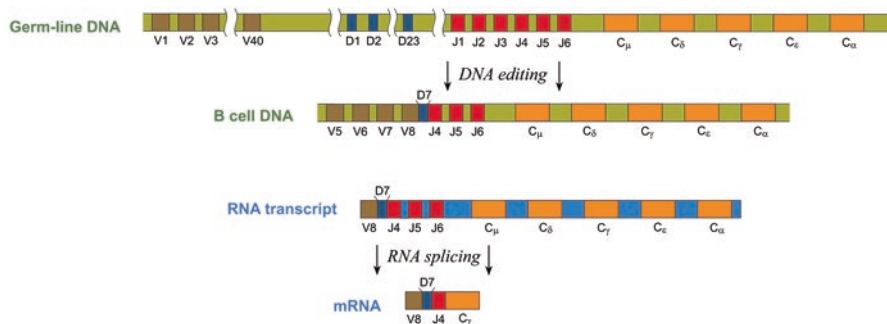 Germ-line DNA
V1 V2 V3 V40 D1 D2 D23 J1 J2 J3 J4 J5 J6 Cμ Cδ Cγ Cε Cα
DNA editing
D7
B cell DNA
V5 V6 V7 V8 J4 J5 J6 Cμ Cδ Cγ Cε Cα
D7
RNA transcript
V8 J4 J5 J6 Cμ Cδ Cγ Cε Cα
RNA splicing
D7
mRNA
V8 J4 Cγ